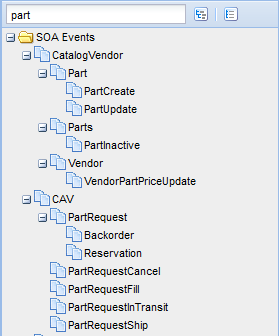 part
SOA Events
CatalogVendor
Part
PartCreate
PartUpdate
Parts
PartInactive
Vendor
VendorPartPriceUpdate
CAV
PartRequest
Backorder
Reservation
PartRequestCancel
PartRequestFill
PartRequestInTransit
PartRequestShip